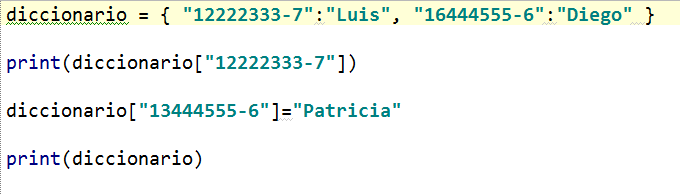 diccionario = { "12222333-7":"Luis", "16444555-6":"Diego" }
print(diccionario["12222333-7"])
diccionario["13444555-6"]="Patricia"
print(diccionario)